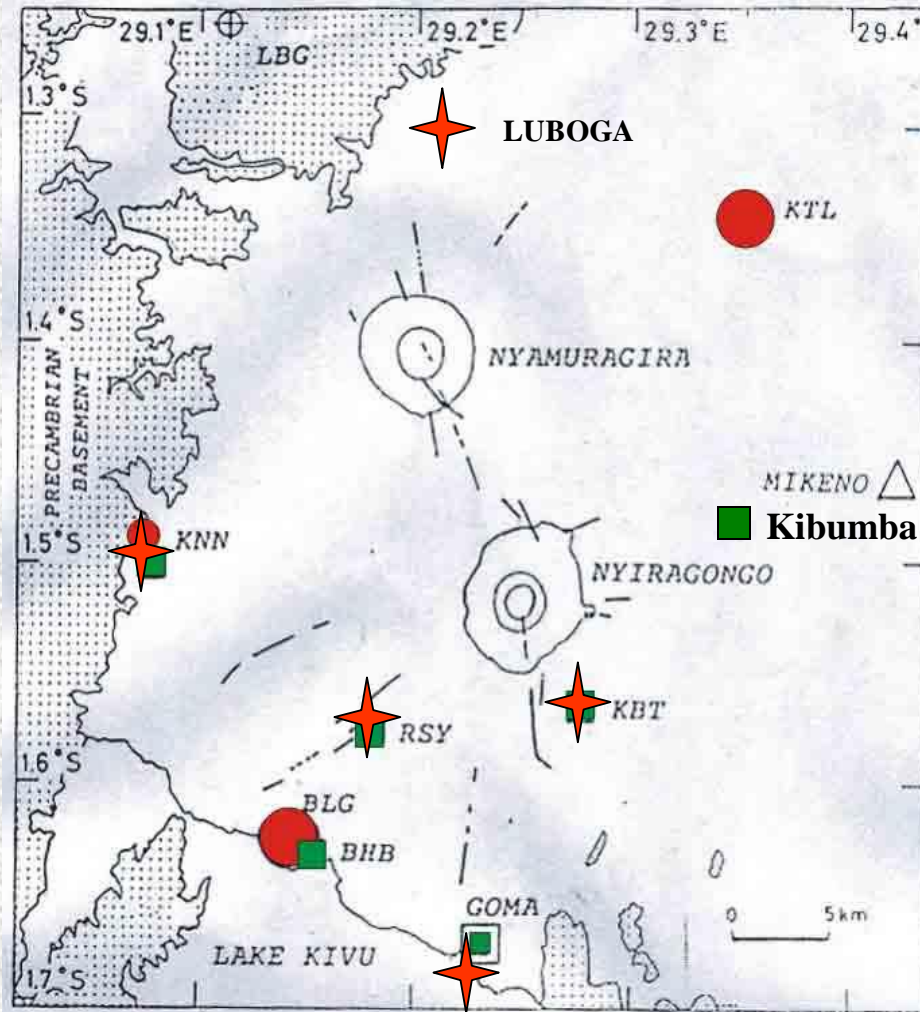 29.1°E
29.2°E
29.3°E
29.4°
LBG
1.3°S
LUBOGA
KTL
1.4°S
NYAMURAGIRA
PRECAMBRIAN
BASEMENT
MIKENO
Kibumba
KNN
1.5°S
NYIRAGONGO
KBT
RSY
1.6°S
BLG
BHB
GOMA
0 5km
LAKE KIVU
1.7°S